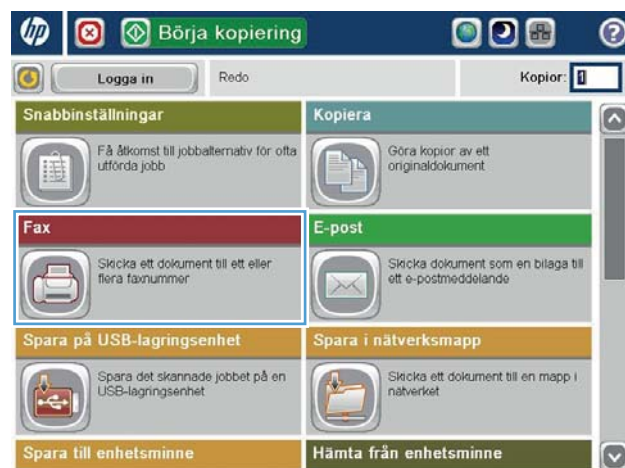 hp
Börja kopiering
?
Logga in
Redo
Kopior: 1
Snabbinställningar
Få åtkomst till jobbalternativ för ofta
utförda jobb
Kopiera
Göra kopior av ett
originaldokument
Fax
Skicka ett dokument till ett eller
flera faxnummer
E-post
Skicka dokument som en bilaga till
ett e-postmeddelande
Spara på USB-lagringsenhet
Spara det skannade jobbet på en
USB-lagringsenhet
Spara i nätverksmapp
Skicka ett dokument till en mapp i
nätverket
Spara till enhetsminne
Hämta från enhetsminne